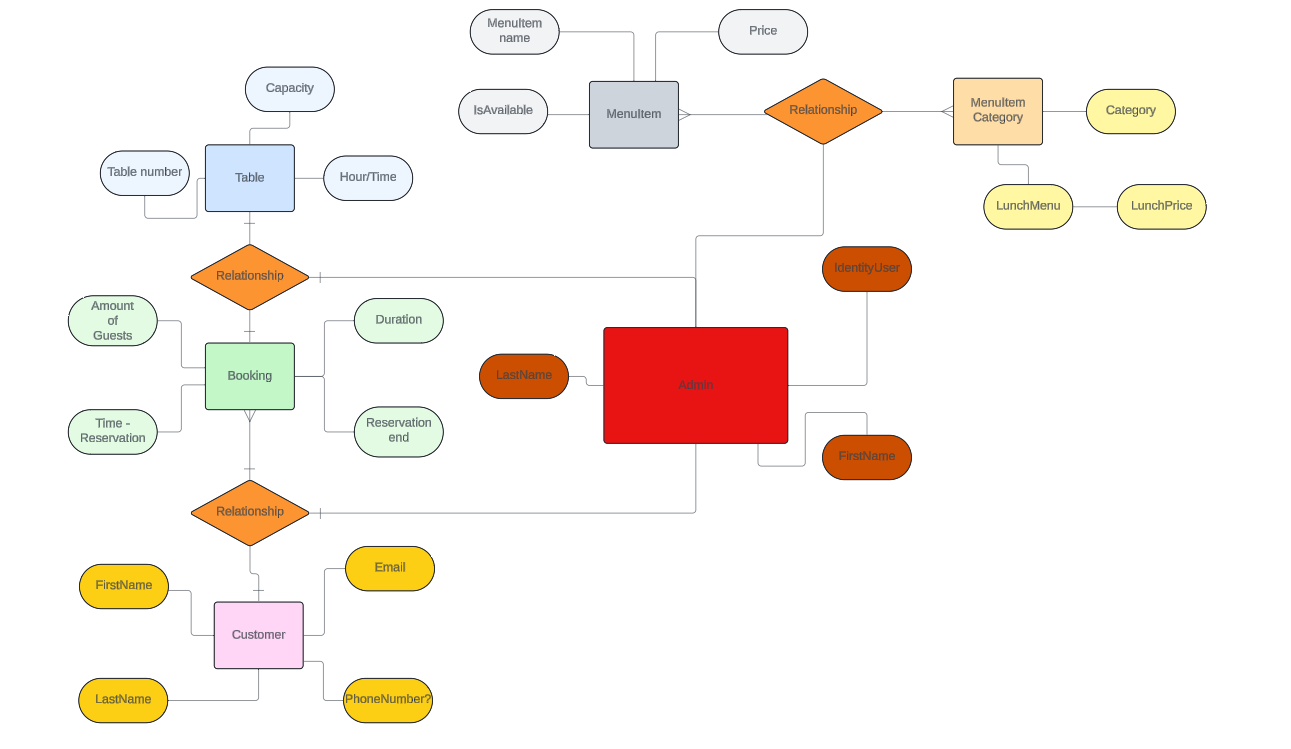 MenuItem
name
Price
Capacity
IsAvailable
MenuItem
Relationship
MenuItem
Category
Category
Table number
Table
Hour/Time
LunchMenu
LunchPrice
Relationship
IdentityUser
Amount
of
Guests
Duration
Booking
LastName
Admin
Time -
Reservation
Reservation
end
FirstName
Relationship
FirstName
Email
Customer
LastName
PhoneNumber?